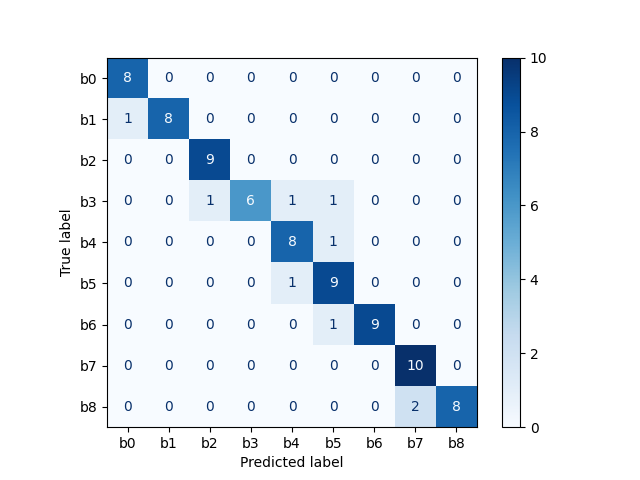 b0 8 0 0 0 0 0 0 0 0
b1 1 8 0 0 0 0 0 0 0
b2 0 0 9 0 0 0 0 0 0
b3 0 0 1 6 1 1 0 0 0
b4 0 0 0 0 8 1 0 0 0
b5 0 0 0 0 1 9 0 0 0
b6 0 0 0 0 0 1 9 0 0
b7 0 0 0 0 0 0 0 10 0
b8 0 0 0 0 0 0 0 2 8
b0 b1 b2 b3 b4 b5 b6 b7 b8
Predicted label
True label
10
8
6
4
2
0